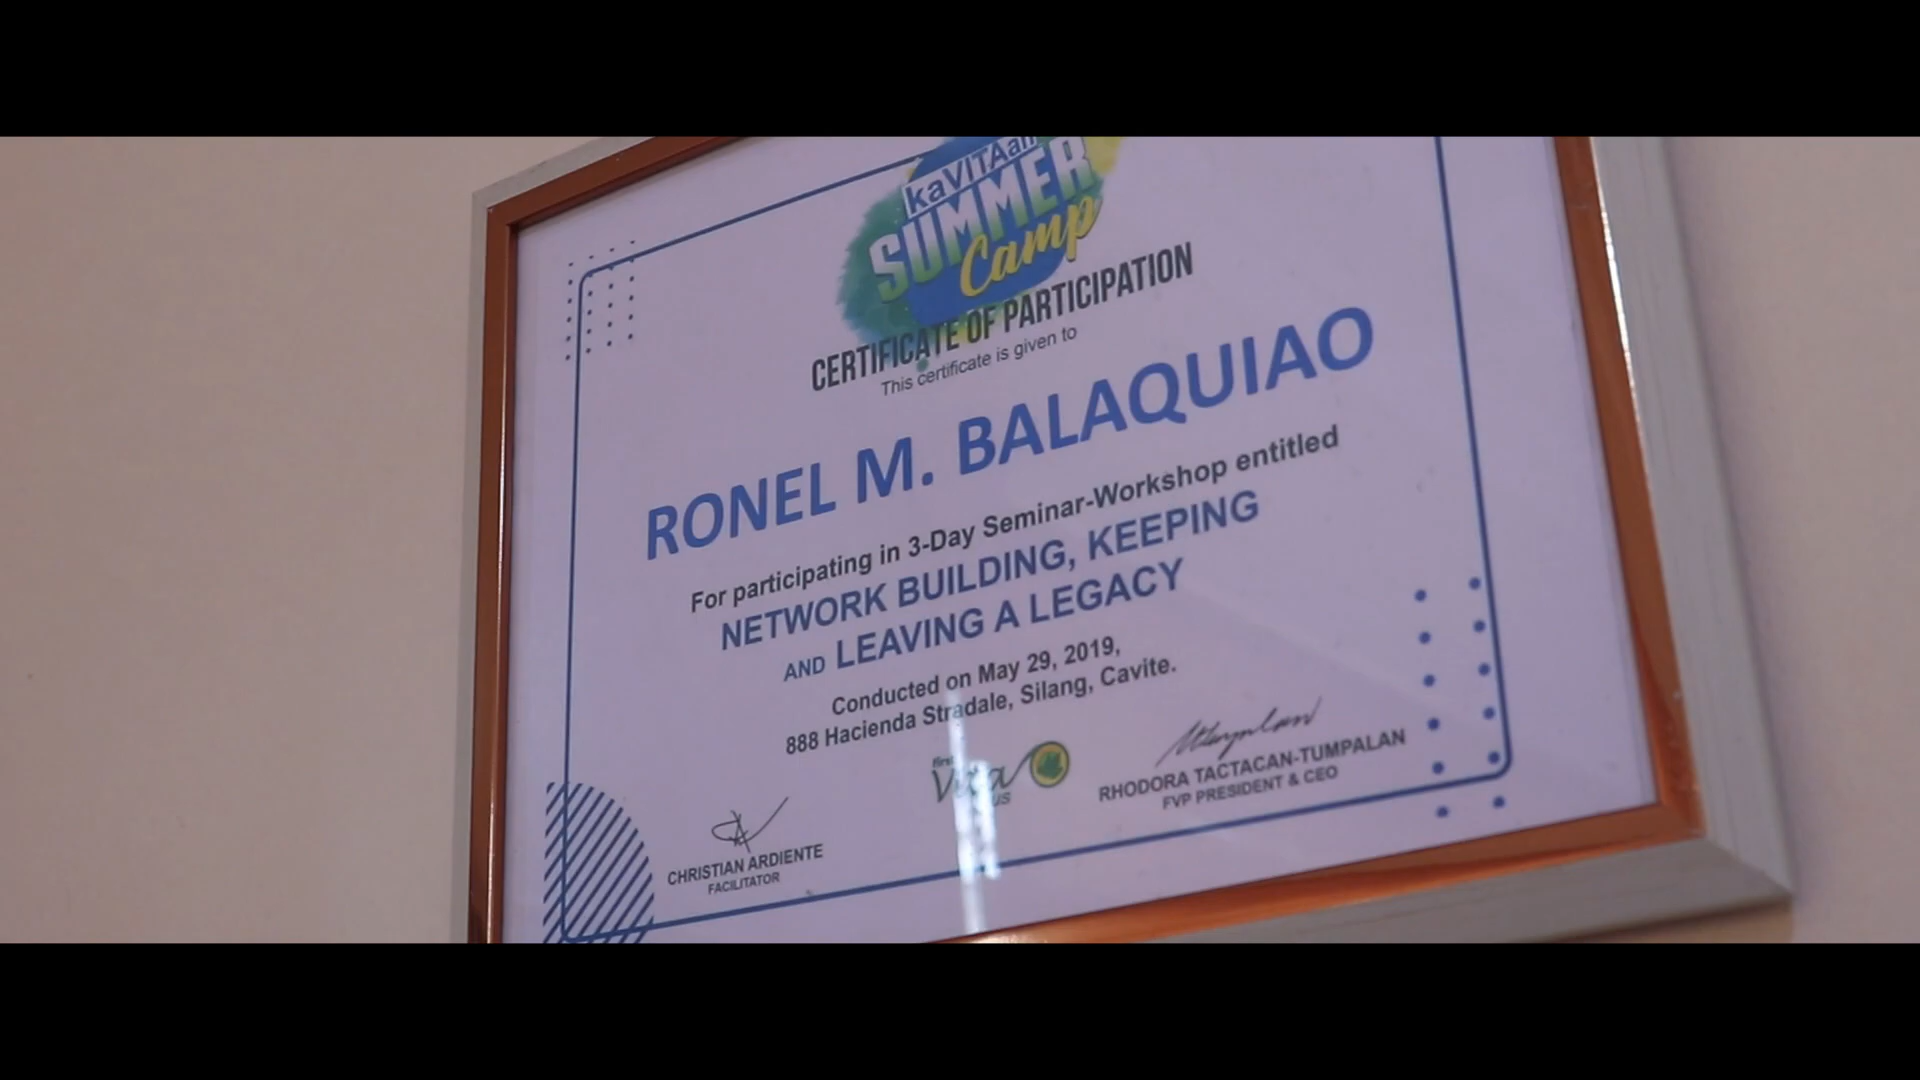 kaVITAan
SUMMER
Camp
CERTIFICATE OF PARTICIPATION
This certificate is given to
RONEL M. BALAQUIAO
For participating in 3-Day Seminar-Workshop entitled
NETWORK BUILDING, KEEPING
AND LEAVING A LEGACY
Conducted on May 29, 2019,
888 Hacienda Stradale, Silang, Cavite.
first
Vita
CHRISTIAN ARDIENTE
FACILITATOR
RHODORA TACTACAN-TUMPALAN
FVP PRESIDENT & CEO